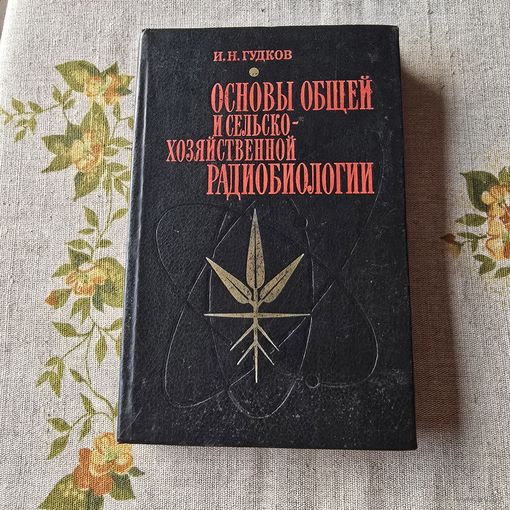 И.Н.ГУДКОВ
ОСНОВЫ ОБЩЕЙ
И СЕЛЬСКО-
ХОЗЯЙСТВЕННОЙ
РАДИОБИОЛОГИИ